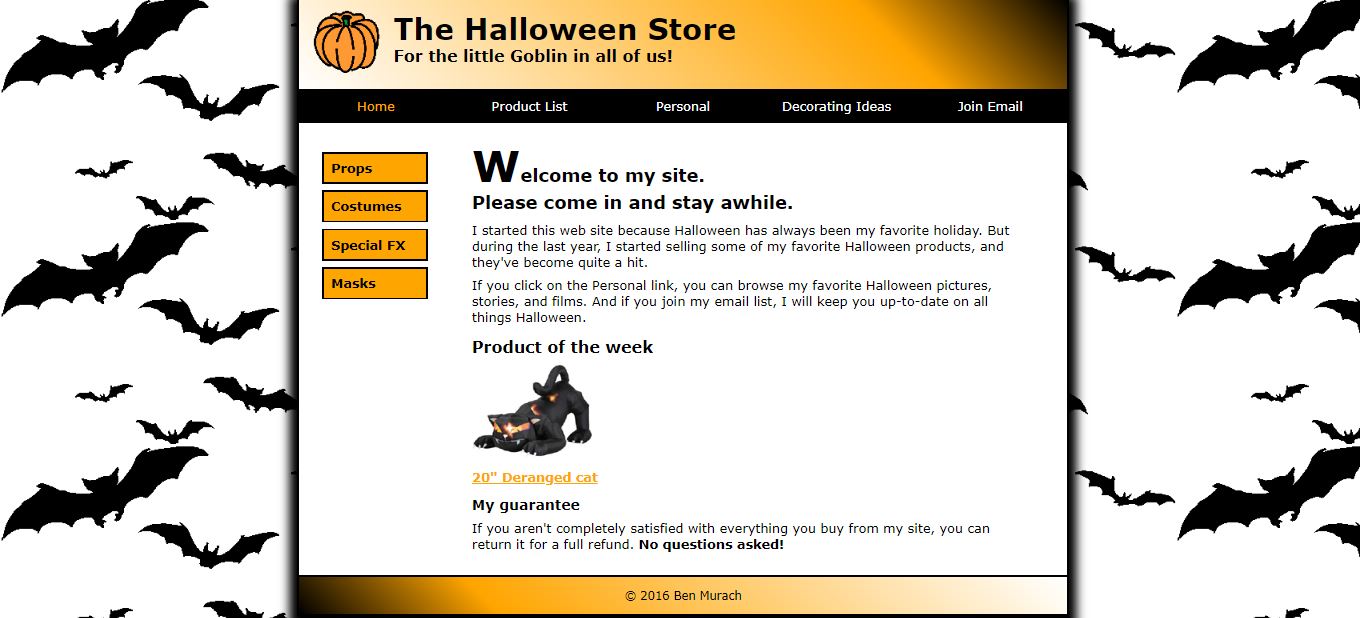 The Halloween Store
For the little Goblin in all of us!
Home Product List Personal Decorating Ideas Join Email
Props
Costumes
Special FX
Masks
Welcome to my site.
Please come in and stay awhile.
I started this web site because Halloween has always been my favorite holiday. But
during the last year, I started selling some of my favorite Halloween products, and
they've become quite a hit.
If you click on the Personal link, you can browse my favorite Halloween pictures,
stories, and films. And if you join my email list, I will keep you up-to-date on all
things Halloween.
Product of the week
20" Deranged cat
My guarantee
If you aren't completely satisfied with everything you buy from my site, you can
return it for a full refund. No questions asked!
© 2016 Ben Murach